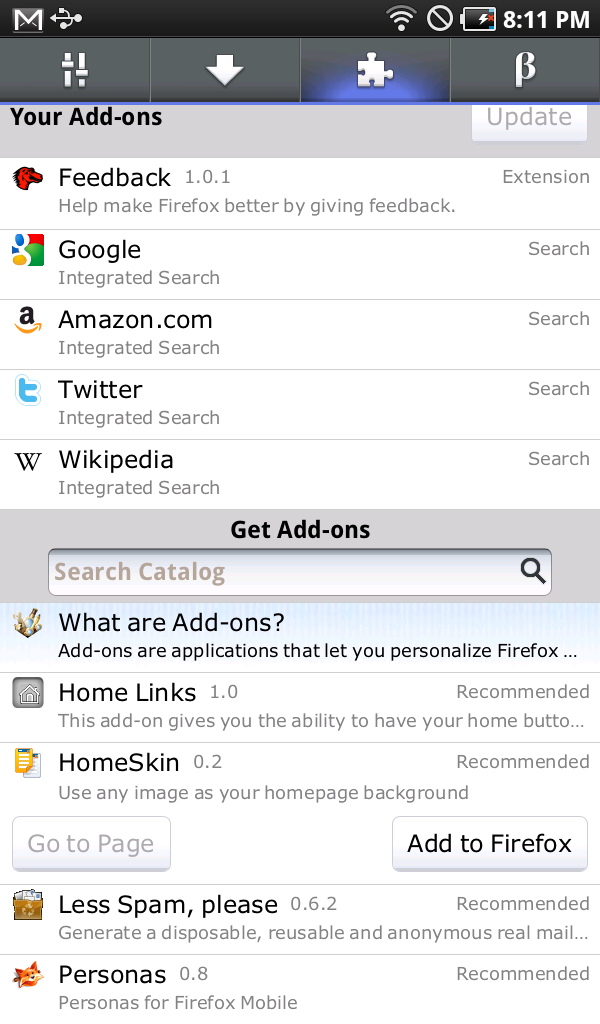 8:11 PM
β
Your Add-ons
Update
Feedback 1.0.1 Extension
Help make Firefox better by giving feedback.
Google Search
Integrated Search
Amazon.com Search
Integrated Search
Twitter Search
Integrated Search
W Wikipedia Search
Integrated Search
Get Add-ons
Search Catalog
What are Add-ons?
Add-ons are applications that let you personalize Firefox ...
Home Links 1.0 Recommended
This add-on gives you the ability to have your home butto...
HomeSkin 0.2 Recommended
Use any image as your homepage background
Go to Page Add to Firefox
Less Spam, please 0.6.2 Recommended
Generate a disposable, reusable and anonymous real mail...
Personas 0.8 Recommended
Personas for Firefox Mobile